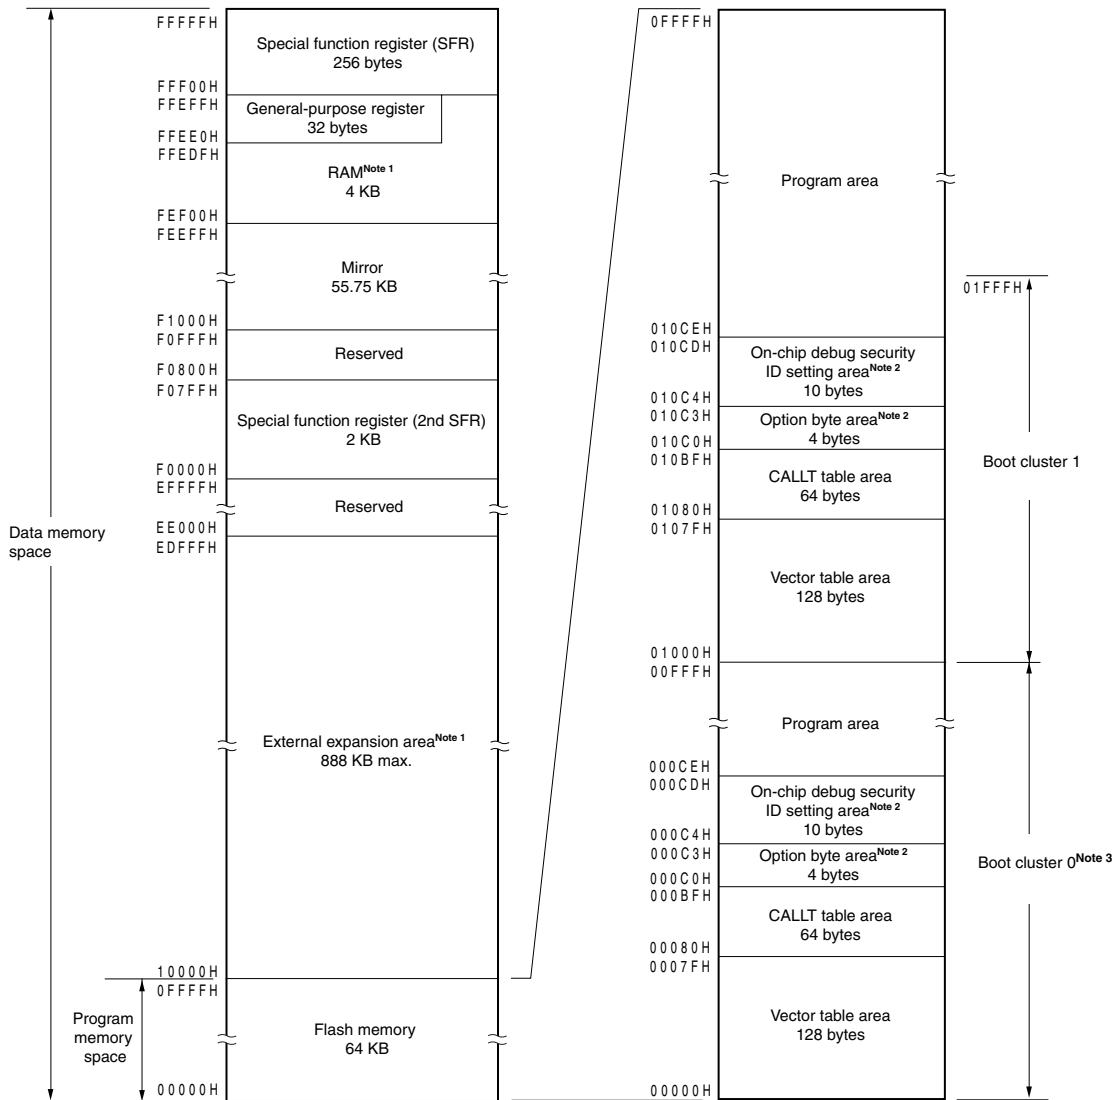 FFFFFH
Special function register (SFR)
256 bytes
FFF00H
FFEFFH
General-purpose register
32 bytes
FFEE0H
FFEDFH
RAMNote 1
4 KB
FEF00H
FEEFFH
Mirror
55.75 KB
F1000H
F0FFFH
Reserved
F0800H
F07FFH
Special function register (2nd SFR)
2 KB
F0000H
EFFFFH
Reserved
EE000H
EDFFFH
Data memory
space
External expansion areaNote 1
888 KB max.
10000H
0FFFFH
Program
memory
space
Flash memory
64 KB
00000H
0FFFFH
Program area
01FFFH
010CEH
010CDH
On-chip debug security
ID setting areaNote 2
10 bytes
010C4H
010C3H
Option byte areaNote 2
4 bytes
010C0H
010BFH
Boot cluster 1
CALLT table area
64 bytes
01080H
0107FH
Vector table area
128 bytes
01000H
00FFFH
Program area
000CEH
000CDH
On-chip debug security
ID setting areaNote 2
10 bytes
000C4H
000C3H
Option byte areaNote 2
4 bytes
Boot cluster 0Note 3
000C0H
000BFH
CALLT table area
64 bytes
00080H
0007FH
Vector table area
128 bytes
00000H